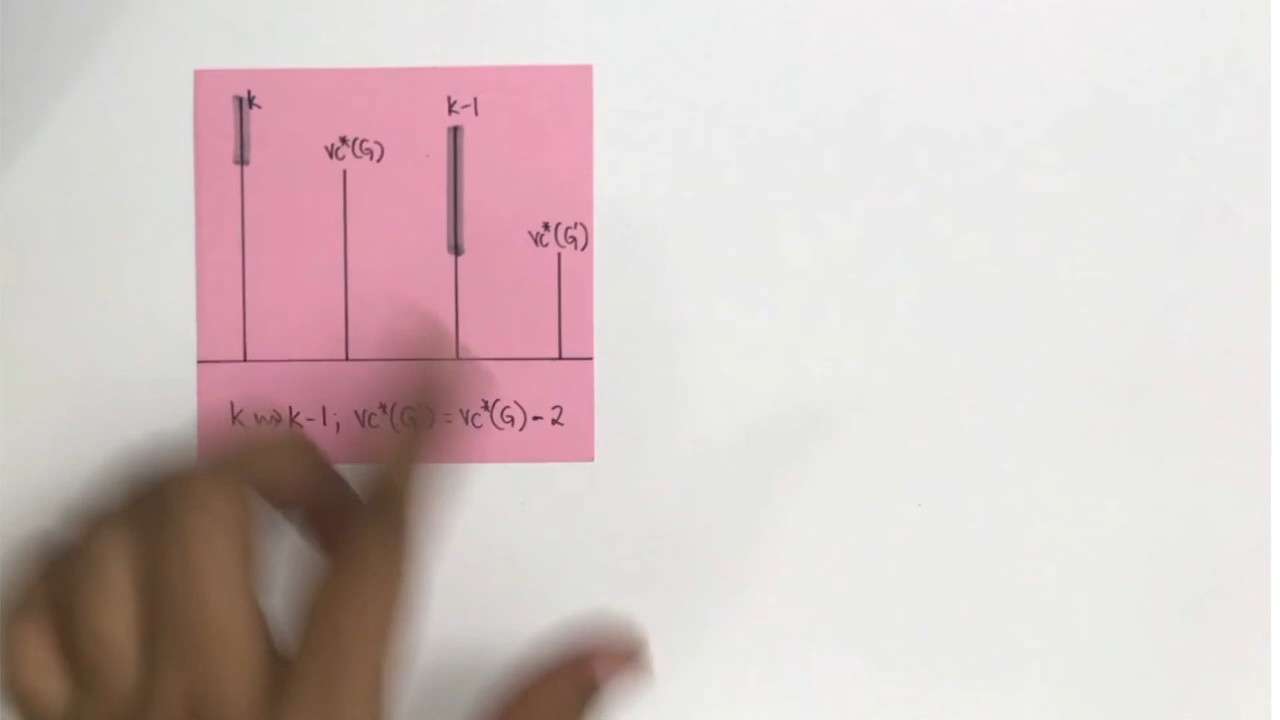 k
k-1
vc*(G)
vc*(G')
k ⇝ k-1; vc*(G') = vc*(G) - 2